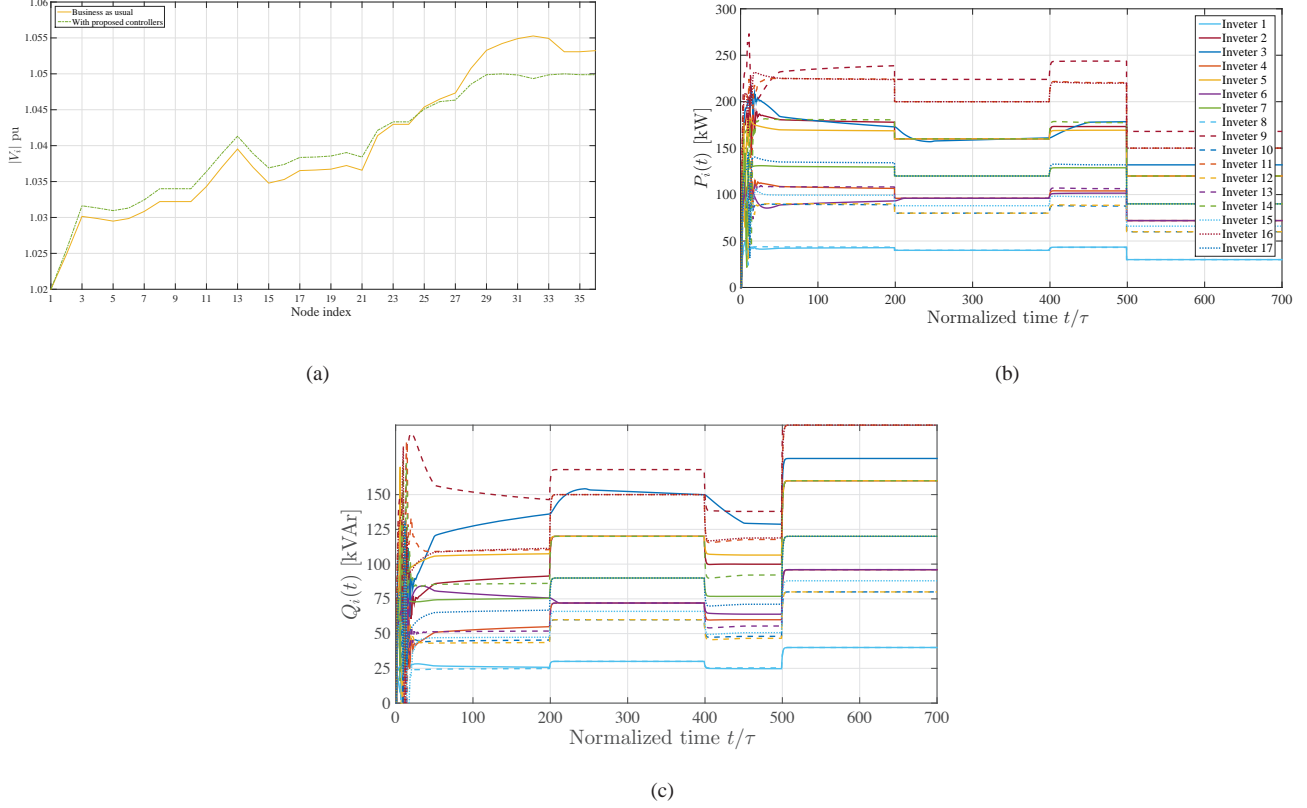 1.06
1.05
1.045
1.04
1.035
1.03
1.02
|V_i| pu
Business as usual
With proposed controllers
1 3 5 7 9 11 13 15 17 19 21 23 25 27 29 31 33 35
Node index
(a)
300
250
200
150
100
50
0
P_i(t) [kW]
0 100 200 300 400 500 600 700
Normalized time t/τ
Inveter 1
Inveter 2
Inveter 3
Inveter 4
Inveter 5
Inveter 6
Inveter 7
Inveter 8
Inveter 9
Inveter 10
Inveter 11
Inveter 12
Inveter 13
Inveter 14
Inveter 15
Inveter 16
Inveter 17
(b)
150
125
100
75
50
25
0
Q_i(t) [kVAr]
0 100 200 300 400 500 600 700
Normalized time t/τ
(c)